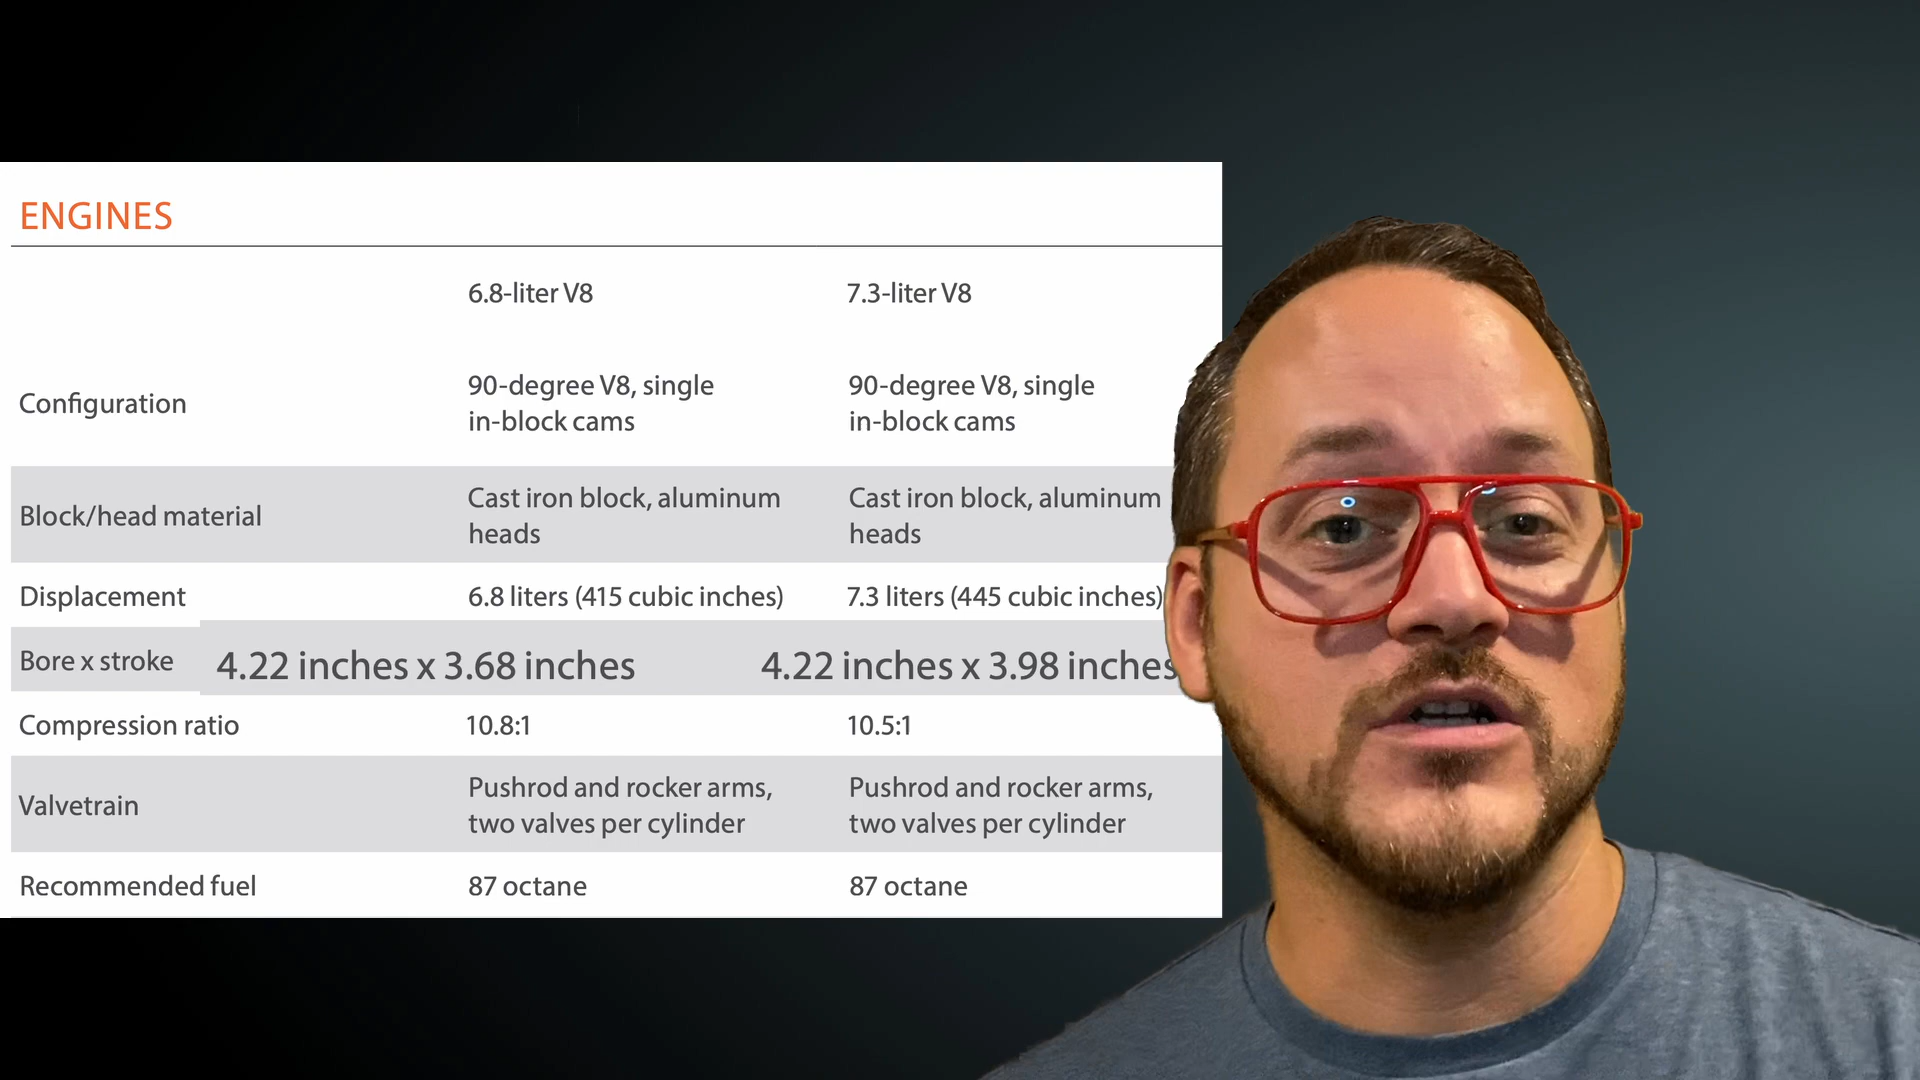 ENGINES
6.8-liter V8 7.3-liter V8
Configuration
90-degree V8, single
in-block cams
90-degree V8, single
in-block cams
Block/head material
Cast iron block, aluminum
heads
Cast iron block, aluminum
heads
Displacement 6.8 liters (415 cubic inches) 7.3 liters (445 cubic inches)
Bore x stroke 4.22 inches x 3.68 inches 4.22 inches x 3.98 inches
Compression ratio 10.8:1 10.5:1
Valvetrain
Pushrod and rocker arms,
two valves per cylinder
Pushrod and rocker arms,
two valves per cylinder
Recommended fuel 87 octane 87 octane